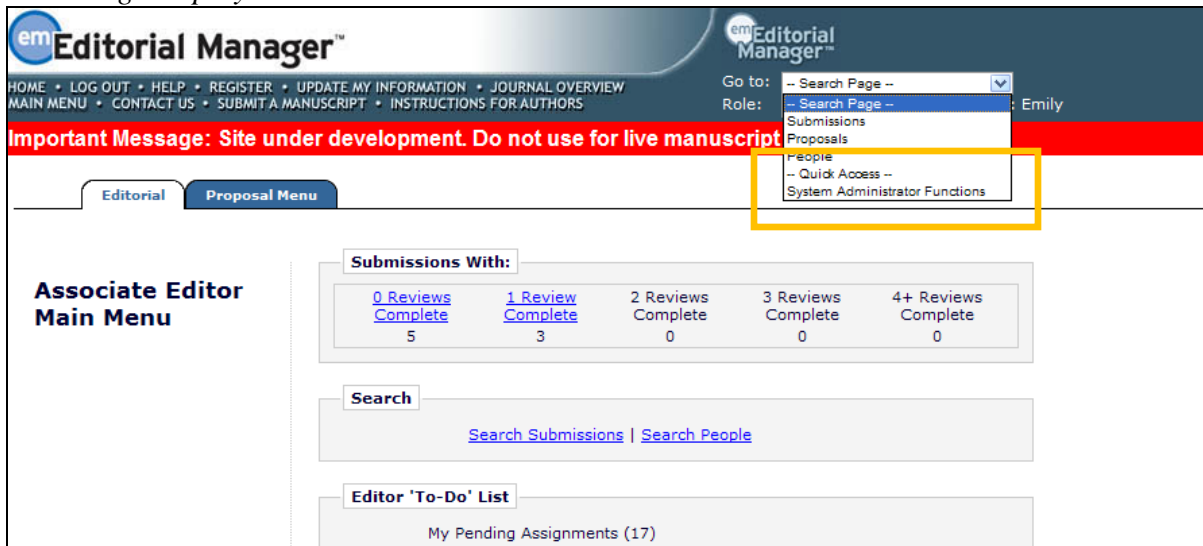 em Editorial Manager™
em Editorial Manager™
HOME • LOG OUT • HELP • REGISTER • UPDATE MY INFORMATION • JOURNAL OVERVIEW
MAIN MENU • CONTACT US • SUBMIT A MANUSCRIPT • INSTRUCTIONS FOR AUTHORS
Go to: -- Search Page --
Role: : Emily
-- Search Page --
Submissions
Proposals
People
-- Quick Access --
System Administrator Functions
Important Message: Site under development. Do not use for live manuscript
Editorial Proposal Menu
Associate Editor
Main Menu
Submissions With:
0 Reviews Complete
5
1 Review Complete
3
2 Reviews Complete
0
3 Reviews Complete
0
4+ Reviews Complete
0
Search
Search Submissions | Search People
Editor 'To-Do' List
My Pending Assignments (17)